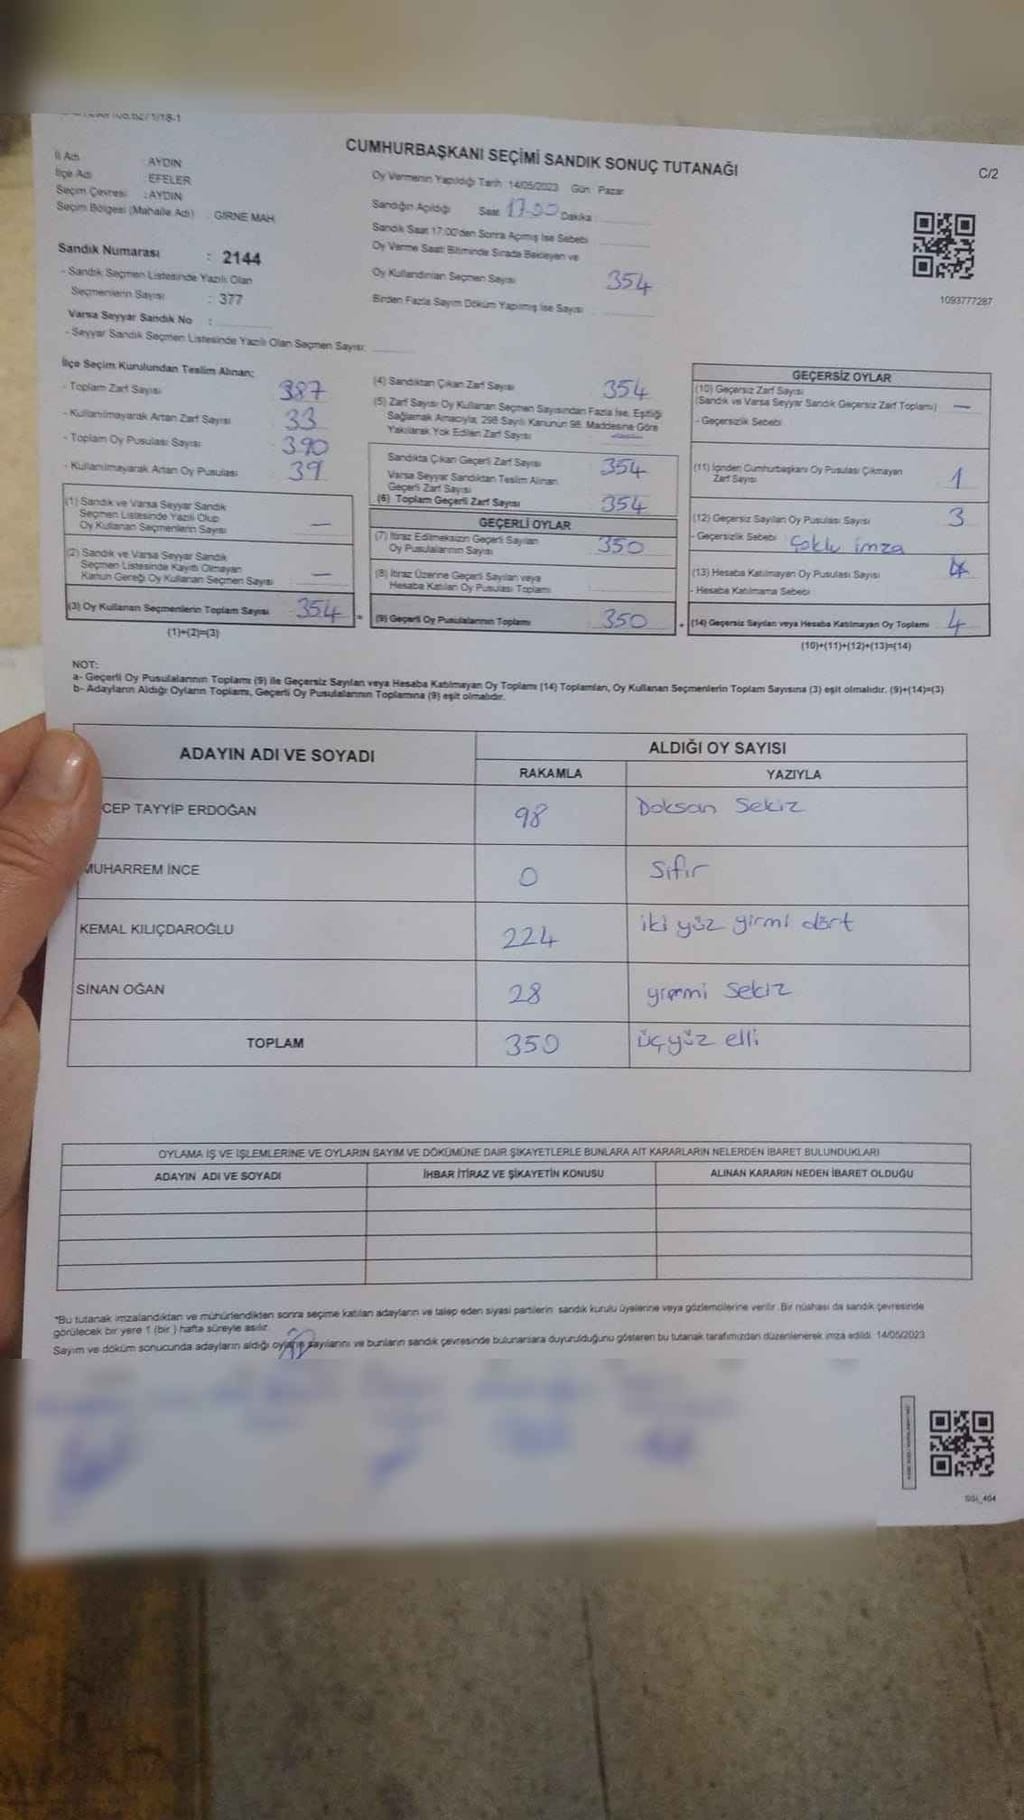 CUMHURBAŞKANI SEÇİMİ SANDIK SONUÇ TUTANAĞI
C/2
İl Adı : AYDIN
İlçe Adı : EFELER
Seçim Çevresi : AYDIN
Seçim Bölgesi (Mahalle Adı) : GİRNE MAH
Sandık Numarası : 2144
- Sandık Seçmen Listesinde Yazılı Olan
Seçmenlerin Sayısı : 377
Varsa Seyyar Sandık No :
- Seyyar Sandık Seçmen Listesinde Yazılı Olan Seçmen Sayısı:
Oy Vermenin Yapıldığı Tarih 14/05/2023 Gün Pazar
Sandığın Açıldığı Saat 17.00 Dakika
Sandık Saat 17:00'den Sonra Açmış İse Sebebi
Oy Verme Saati Bitiminde Sırada Bekleyen ve
Oy Kullandırılan Seçmen Sayısı 354
Birden Fazla Sayım Döküm Yapılmış İse Sayısı
1093777287
İlçe Seçim Kurulundan Teslim Alınan;
- Toplam Zarf Sayısı 387
- Kullanılmayarak Artan Zarf Sayısı 33
- Toplam Oy Pusulası Sayısı 390
- Kullanılmayarak Artan Oy Pusulası 39
(1) Sandık ve Varsa Seyyar Sandık
Seçmen Listesinde Yazılı Olup
Oy Kullanan Seçmenlerin Sayısı —
(2) Sandık ve Varsa Seyyar Sandık
Seçmen Listesinde Kayıtlı Olmayan
Kanun Gereği Oy Kullanan Seçmen Sayısı —
(3) Oy Kullanan Seçmenlerin Toplam Sayısı 354
(1)+(2)=(3)
(4) Sandıktan Çıkan Zarf Sayısı 354
(5) Zarf Sayısı Oy Kullanan Seçmen Sayısından Fazla İse, Eşitliği
Sağlamak Amacıyla, 298 Sayılı Kanunun 98. Maddesine Göre
Yakılarak Yok Edilen Zarf Sayısı —
Sandıkta Çıkan Geçerli Zarf Sayısı 354
Varsa Seyyar Sandıktan Teslim Alınan
Geçerli Zarf Sayısı
(6) Toplam Geçerli Zarf Sayısı 354
GEÇERLİ OYLAR
(7) İtiraz Edilmeksizin Geçerli Sayılan
Oy Pusulalarının Sayısı 350
(8) İtiraz Üzerine Geçerli Sayılan veya
Hesaba Katılan Oy Pusulası Toplamı
(9) Geçerli Oy Pusulalarının Toplamı 350
GEÇERSİZ OYLAR
(10) Geçersiz Zarf Sayısı
(Sandık ve Varsa Seyyar Sandık Geçersiz Zarf Toplamı) —
- Geçersizlik Sebebi
(11) İçinden Cumhurbaşkanı Oy Pusulası Çıkmayan
Zarf Sayısı 1
(12) Geçersiz Sayılan Oy Pusulası Sayısı 3
- Geçersizlik Sebebi Çoklu imza
(13) Hesaba Katılmayan Oy Pusulası Sayısı
- Hesaba Katılmama Sebebi
(14) Geçersiz Sayılan veya Hesaba Katılmayan Oy Toplamı 4
(10)+(11)+(12)+(13)=(14)
NOT:
a- Geçerli Oy Pusulalarının Toplamı (9) ile Geçersiz Sayılan veya Hesaba Katılmayan Oy Toplam (14) Toplamları, Oy Kullanan Seçmenlerin Toplam Sayısına (3) eşit olmalıdır. (9)+(14)=(3)
b- Adayların Aldığı Oyların Toplamı, Geçerli Oy Pusulalarının Toplamına (9) eşit olmalıdır.
ADAYIN ADI VE SOYADI
ALDIĞI OY SAYISI
RAKAMLA YAZIYLA
CEP TAYYİP ERDOĞAN 98 Doksan Sekiz
MUHARREM İNCE 0 Sıfır
KEMAL KILIÇDAROĞLU 224 iki yüz yirmi dört
SİNAN OĞAN 28 yirmi sekiz
TOPLAM 350 üçyüz elli
OYLAMA İŞ VE İŞLEMLERİNE VE OYLARIN SAYIM VE DÖKÜMÜNE DAİR ŞİKAYETLERLE BUNLARA AİT KARARLARIN NELERDEN İBARET BULUNDUKLARI
ADAYIN ADI VE SOYADI İHBAR İTİRAZ VE ŞİKAYETİN KONUSU ALINAN KARARIN NEDEN İBARET OLDUĞU
*Bu tutanak imzalandıktan ve mühürlendikten sonra seçime katılan adayların ve talep eden siyasi partilerin sandık kurulu üyelerine veya gözlemcilerine verilir. Bir nüshası da sandık çevresinde
görülecek bir yere 1 (bir) hafta süreyle asılır.
Sayım ve döküm sonucunda adayların aldığı oyların sayılarını ve bunların sandık çevresinde bulunanlara duyurulduğunu gösteren bu tutanak tarafımızdan düzenlenerek imza edildi. 14/05/2023